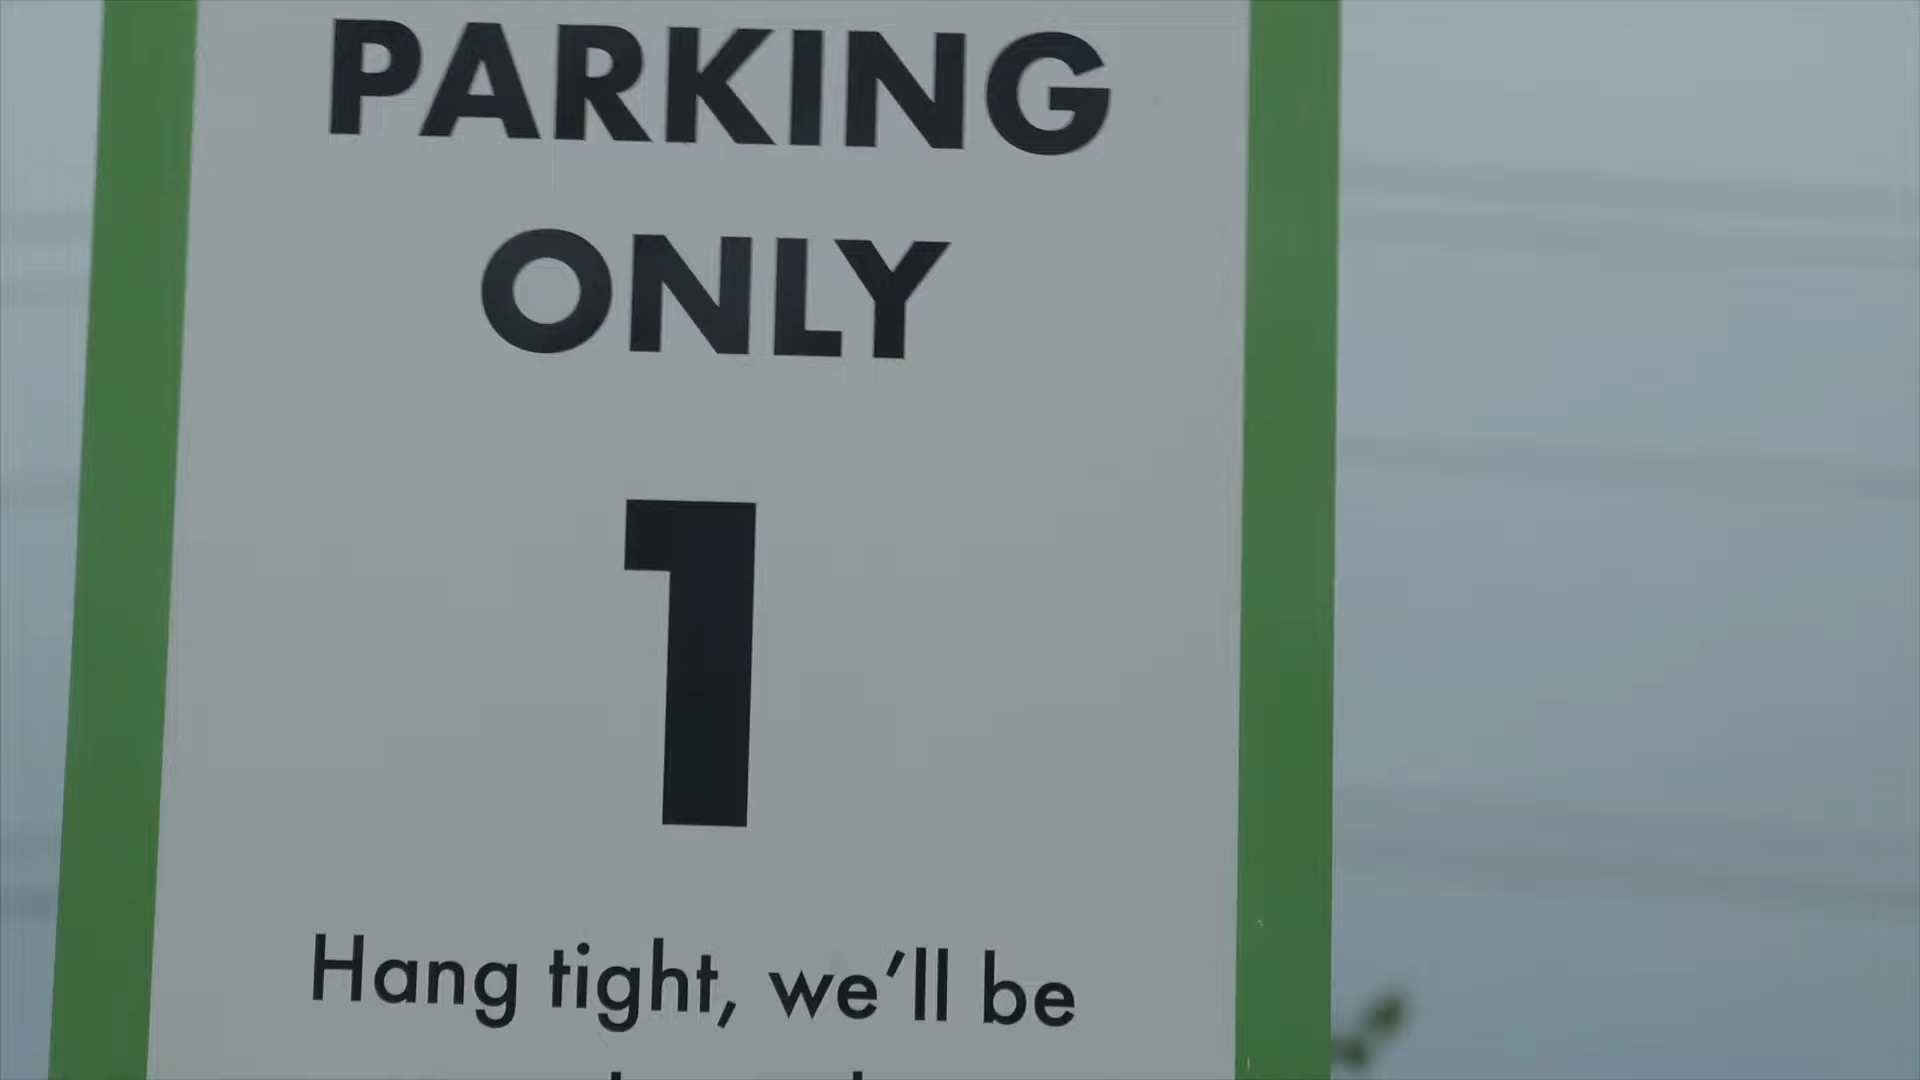 PARKING
ONLY
1
Hang tight, we’ll be